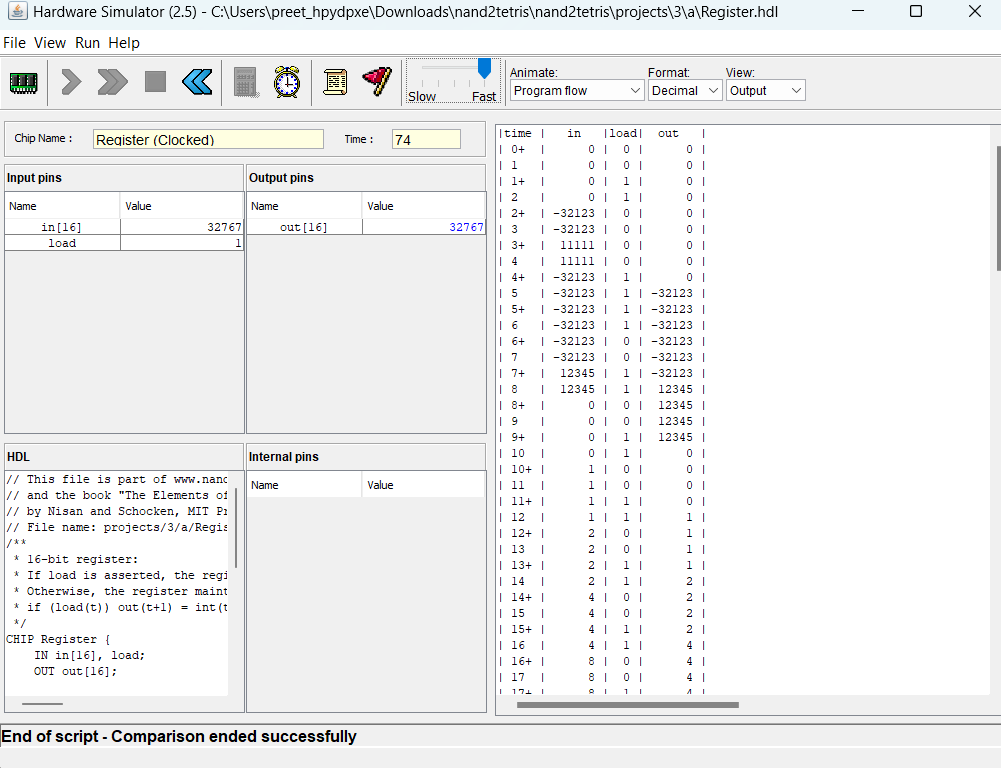 Hardware Simulator (2.5) - C:\Users\preet_hpydpxe\Downloads\nand2tetris\nand2tetris\projects\3\a\Register.hdl
File View Run Help
Slow Fast
Animate: Format: View:
Program flow Decimal Output
Chip Name : Register (Clocked) Time : 74
Input pins
Name Value
in[16] 32767
load 1
Output pins
Name Value
out[16] 32767
HDL
// This file is part of www.nand
// and the book "The Elements of
// by Nisan and Schocken, MIT Pr
// File name: projects/3/a/Regis
/**
* 16-bit register:
* If load is asserted, the regi
* Otherwise, the register maint
* if (load(t)) out(t+1) = int(t
*/
CHIP Register {
IN in[16], load;
OUT out[16];
Internal pins
Name Value
|time | in |load| out |
| 0+ | 0 | 0 | 0 |
| 1 | 0 | 0 | 0 |
| 1+ | 0 | 1 | 0 |
| 2 | 0 | 1 | 0 |
| 2+ | -32123 | 0 | 0 |
| 3 | -32123 | 0 | 0 |
| 3+ | 11111 | 0 | 0 |
| 4 | 11111 | 0 | 0 |
| 4+ | -32123 | 1 | 0 |
| 5 | -32123 | 1 | -32123 |
| 5+ | -32123 | 1 | -32123 |
| 6 | -32123 | 1 | -32123 |
| 6+ | -32123 | 0 | -32123 |
| 7 | -32123 | 0 | -32123 |
| 7+ | 12345 | 1 | -32123 |
| 8 | 12345 | 1 | 12345 |
| 8+ | 0 | 0 | 12345 |
| 9 | 0 | 0 | 12345 |
| 9+ | 0 | 1 | 12345 |
| 10 | 0 | 1 | 0 |
| 10+ | 1 | 0 | 0 |
| 11 | 1 | 0 | 0 |
| 11+ | 1 | 1 | 0 |
| 12 | 1 | 1 | 1 |
| 12+ | 2 | 0 | 1 |
| 13 | 2 | 0 | 1 |
| 13+ | 2 | 1 | 1 |
| 14 | 2 | 1 | 2 |
| 14+ | 4 | 0 | 2 |
| 15 | 4 | 0 | 2 |
| 15+ | 4 | 1 | 2 |
| 16 | 4 | 1 | 4 |
| 16+ | 8 | 0 | 4 |
| 17 | 8 | 0 | 4 |
| 17+ | 8 | 1 | 4 |
End of script - Comparison ended successfully